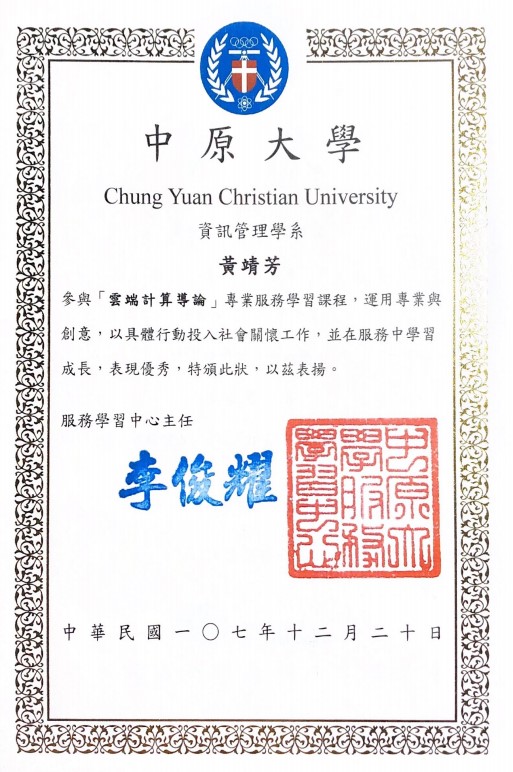 中原大學
Chung Yuan Christian University
資訊管理學系
黃靖芳
參與「雲端計算導論」專業服務學習課程，運用專業與
創意，以具體行動投入社會關懷工作，並在服務中學習
成長，表現優秀，特頒此狀，以茲表揚。
服務學習中心主任
李俊耀
中原大
學服務
學習中心
中華民國一〇七年十二月二十日